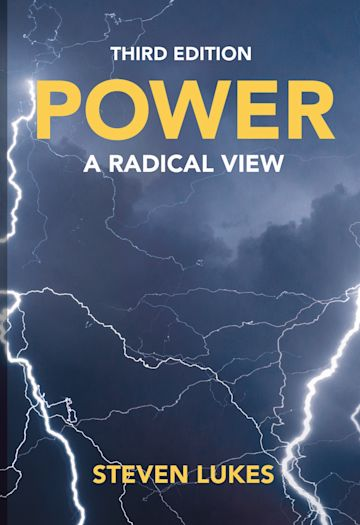 THIRD EDITION
POWER
A RADICAL VIEW
STEVEN LUKES